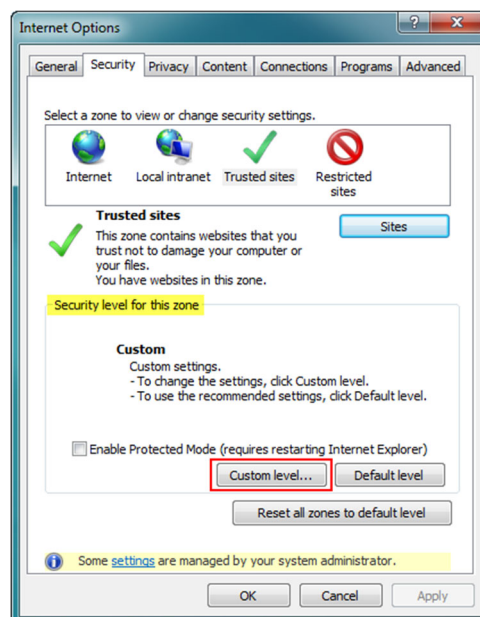 Internet Options
General Security Privacy Content Connections Programs Advanced
Select a zone to view or change security settings.
Internet Local intranet Trusted sites Restricted
sites
Trusted sites
Sites
This zone contains websites that you
trust not to damage your computer or
your files.
You have websites in this zone.
Security level for this zone
Custom
Custom settings.
- To change the settings, click Custom level.
- To use the recommended settings, click Default level.
Enable Protected Mode (requires restarting Internet Explorer)
Custom level... Default level
Reset all zones to default level
Some settings are managed by your system administrator.
OK Cancel Apply